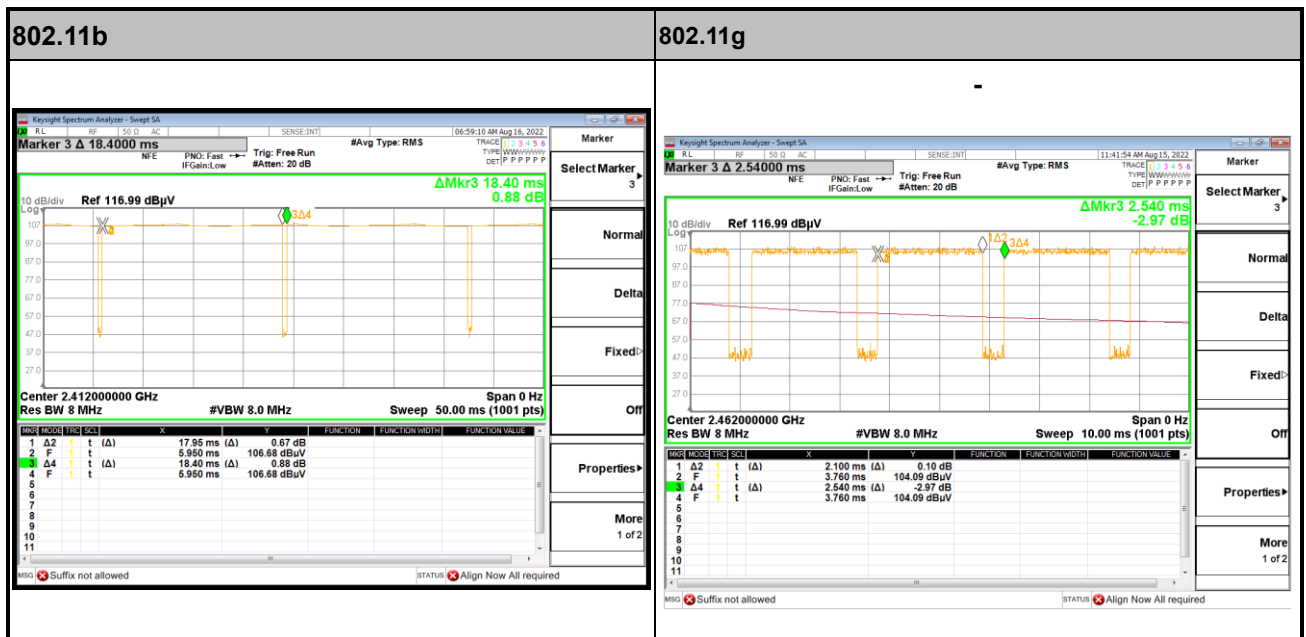 802.11b
802.11g
-
Keysight Spectrum Analyzer - Swept SA
RL RF 50 Ω AC SENSE:INT 06:59:10 AM Aug 16, 2022
Marker 3 Δ 18.4000 ms
NFE PNO: Fast Trig: Free Run #Avg Type: RMS TRACE 1 2 3 4 5 6
IFGain:Low #Atten: 20 dB TYPE WWWWWW
DET P P P P P P
ΔMkr3 18.40 ms
0.88 dB
10 dB/div Ref 116.99 dBµV
Log
107
97.0
87.0
77.0
67.0
57.0
47.0
37.0
27.0
3Δ4
Center 2.412000000 GHz Span 0 Hz
Res BW 8 MHz #VBW 8.0 MHz Sweep 50.00 ms (1001 pts)
MKR MODE TRC SCL X Y FUNCTION FUNCTION WIDTH FUNCTION VALUE
1 Δ2 1 t (Δ) 17.95 ms (Δ) 0.67 dB
2 F 1 t 5.950 ms 106.68 dBµV
3 Δ4 1 t (Δ) 18.40 ms (Δ) 0.88 dB
4 F 1 t 5.950 ms 106.68 dBµV
5
6
7
8
9
10
11
MSG Suffix not allowed STATUS Align Now All required
Marker
Select Marker
3
Normal
Delta
Fixed
Off
Properties
More
1 of 2
Keysight Spectrum Analyzer - Swept SA
RL RF 50 Ω AC SENSE:INT 11:41:54 AM Aug 15, 2022
Marker 3 Δ 2.54000 ms
NFE PNO: Fast Trig: Free Run #Avg Type: RMS TRACE 1 2 3 4 5 6
IFGain:Low #Atten: 20 dB TYPE WWWWWW
DET P P P P P P
ΔMkr3 2.540 ms
-2.97 dB
10 dB/div Ref 116.99 dBµV
Log
107
97.0
87.0
77.0
67.0
57.0
47.0
37.0
27.0
1Δ2
3Δ4
Center 2.462000000 GHz Span 0 Hz
Res BW 8 MHz #VBW 8.0 MHz Sweep 10.00 ms (1001 pts)
MKR MODE TRC SCL X Y FUNCTION FUNCTION WIDTH FUNCTION VALUE
1 Δ2 1 t (Δ) 2.100 ms (Δ) 0.10 dB
2 F 1 t 3.760 ms 104.09 dBµV
3 Δ4 1 t (Δ) 2.540 ms (Δ) -2.97 dB
4 F 1 t 3.760 ms 104.09 dBµV
5
6
7
8
9
10
11
MSG Suffix not allowed STATUS Align Now All required
Marker
Select Marker
3
Normal
Delta
Fixed
Off
Properties
More
1 of 2